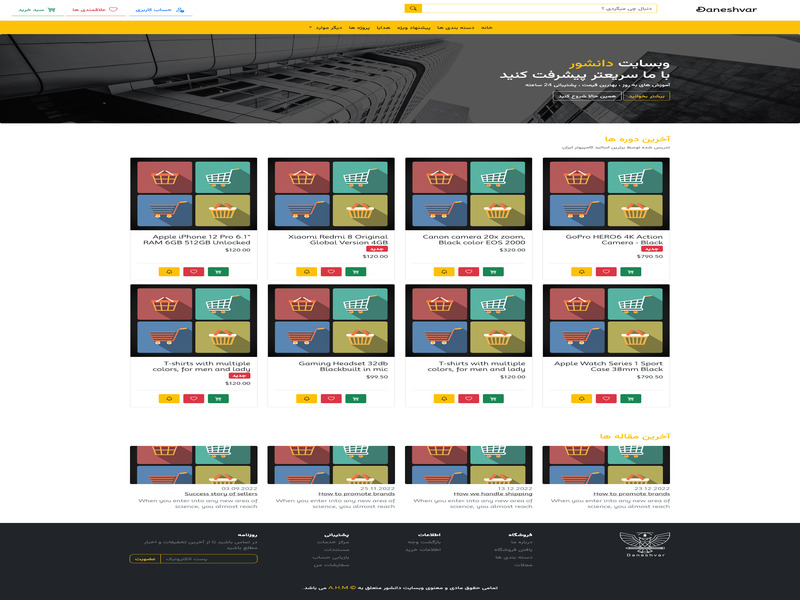 Daneshvar
دنبال چی میگردی ؟
حساب کاربری
علاقمندی ها
سبد خرید
خانه
دسته بندی ها
پیشنهاد ویژه
هدایا
پروژه ها
دیگر موارد
وبسایت دانشور
با ما سریعتر پیشرفت کنید
آموزش های به روز ، بهترین قیمت ، پشتیبانی 24 ساعته
بیشتر بخوانید
همین حالا شروع کنید
آخرین دوره ها
تدریس شده توسط برترین اساتید کامپیوتر ایران
GoPro HERO6 4K Action
Camera - Black
جدید
$790.50
Canon camera 20x zoom,
Black color EOS 2000
$320.00
Xiaomi Redmi 8 Original
Global Version 4GB
جدید
$120.00
Apple iPhone 12 Pro 6.1"
RAM 6GB 512GB Unlocked
$120.00
Apple Watch Series 1 Sport
Case 38mm Black
$790.50
T-shirts with multiple
colors, for men and lady
$120.00
Gaming Headset 32db
Blackbuilt in mic
$99.50
T-shirts with multiple
colors, for men and lady
جدید
$120.00
آخرین مقاله ها
23.12.2022
How to promote brands
When you enter into any new area of
science, you almost reach
13.12.2022
How we handle shipping
When you enter into any new area of
science, you almost reach
25.11.2022
How to promote brands
When you enter into any new area of
science, you almost reach
03.09.2022
Success story of sellers
When you enter into any new area of
science, you almost reach
Daneshvar
فروشگاه
درباره ما
یافتن فروشگاه
دسته بندی ها
مجلات
اطلاعات
بازگشت وجه
اطلاعات خرید
پشتیبانی
مرکز خدمات
مستندات
بازیابی حساب
سفارشات من
روزنامه
در تماس باشید تا از آخرین تخفیفات و اخبار
مطلع باشید
پست الکترونیک
عضویت
تمامی حقوق مادی و معنوی وبسایت دانشور متعلق به © A.H.M می باشد.